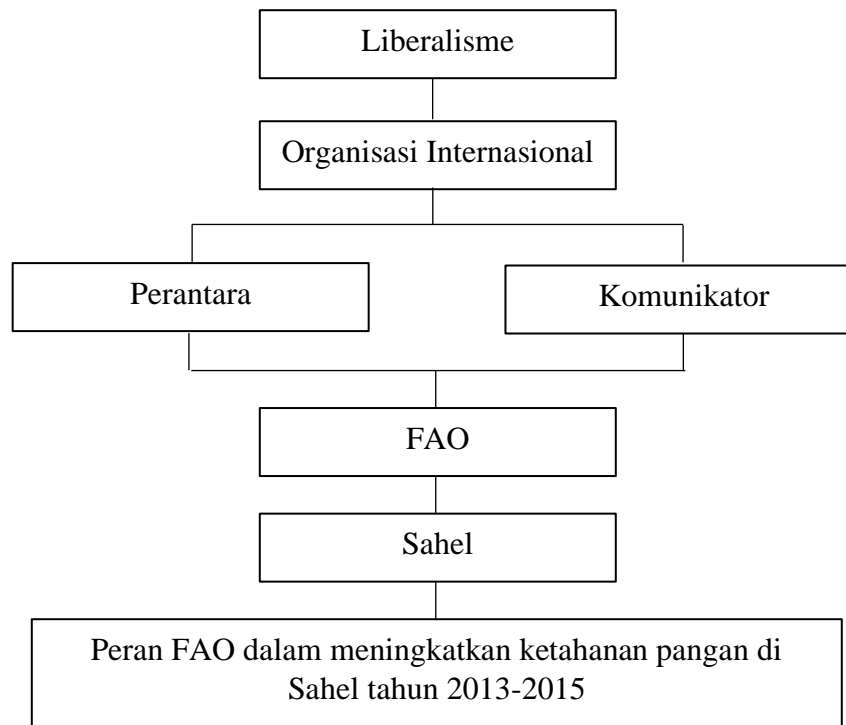 Liberalisme
Organisasi Internasional
Perantara
Komunikator
FAO
Sahel
Peran FAO dalam meningkatkan ketahanan pangan di
Sahel tahun 2013-2015